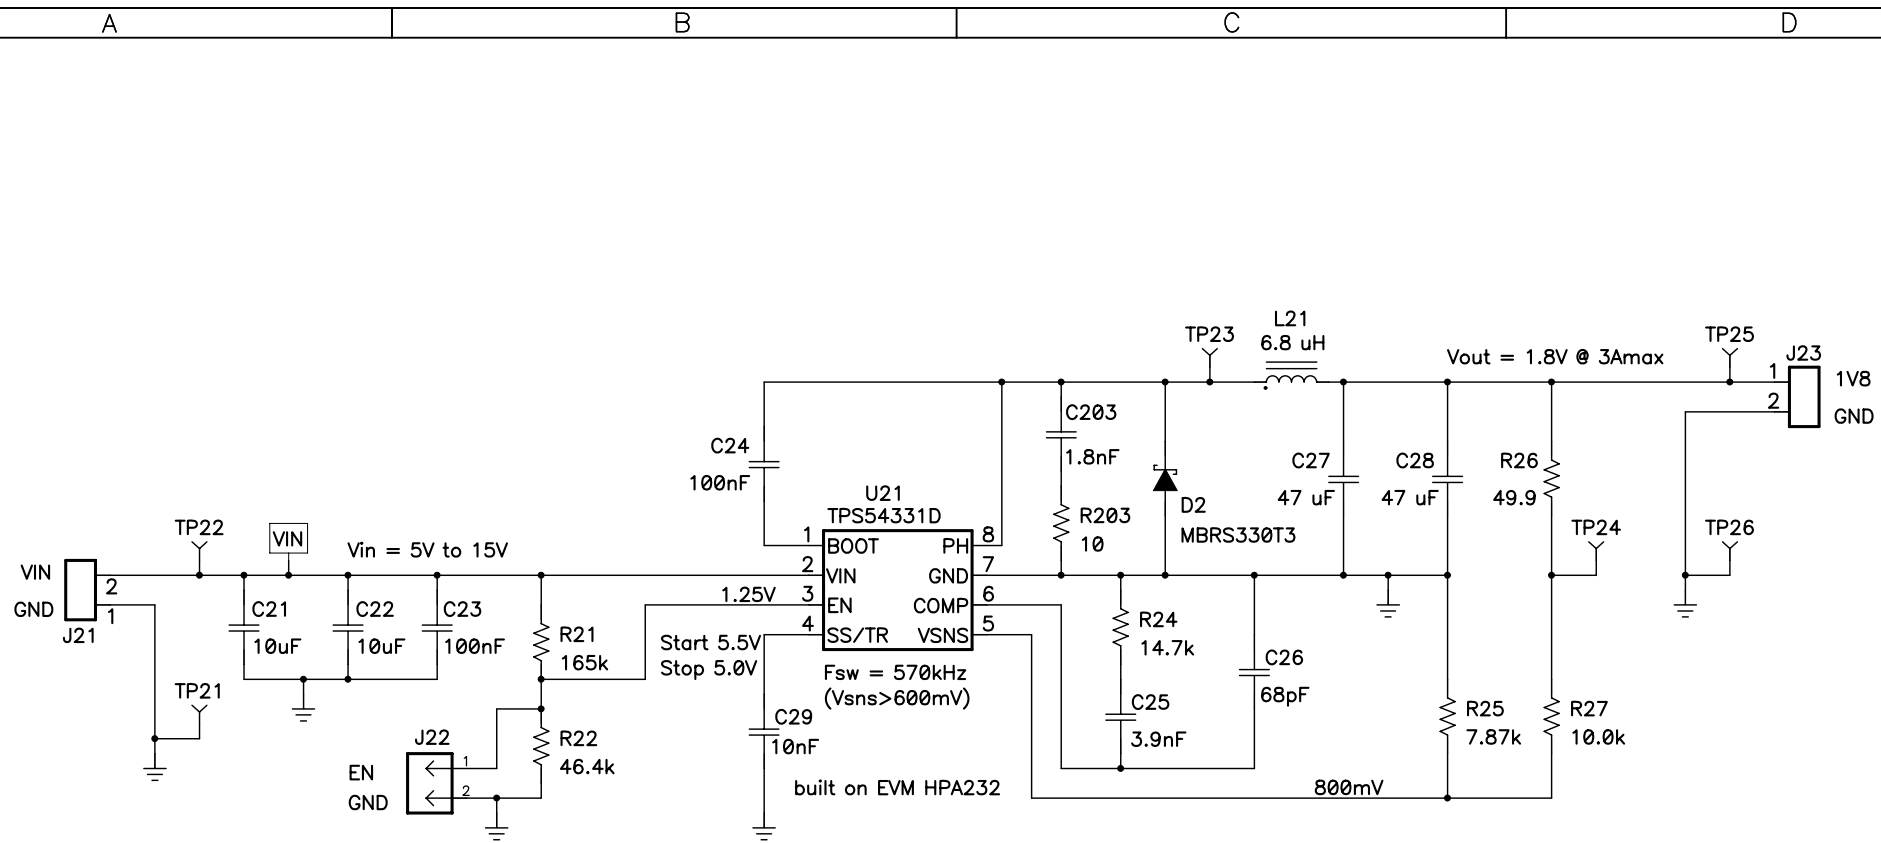 A B C D
L21
6.8 uH
TP23
Vout = 1.8V @ 3Amax
TP25
J23
1 1V8
2 GND
C24
100nF
C203
1.8nF
R203
10
D2
MBRS330T3
C27
47 uF
C28
47 uF
R26
49.9
TP24
TP26
U21
TPS54331D
1 BOOT PH 8
2 VIN GND 7
3 EN COMP 6
4 SS/TR VSNS 5
TP22
VIN
Vin = 5V to 15V
VIN 2
GND 1
J21
C21
10uF
C22
10uF
C23
100nF
R21
165k
1.25V
Start 5.5V
Stop 5.0V
Fsw = 570kHz
(Vsns>600mV)
R24
14.7k
C26
68pF
C25
3.9nF
TP21
J22
EN 1
GND 2
R22
46.4k
C29
10nF
built on EVM HPA232
800mV
R25
7.87k
R27
10.0k